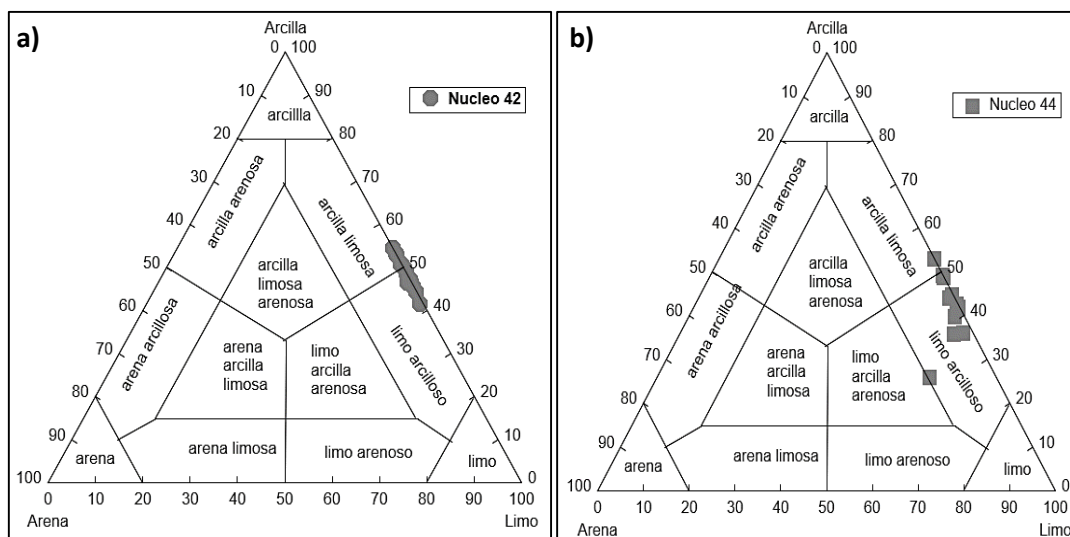 a)
Arcilla
0 100
Nucleo 42
10 90
arcillla
20 80
30 70
arcilla arenosa
arcilla limosa
40 60
50 50
arcilla
limosa
arenosa
60 40
arena arcillosa
limo arcilloso
70 30
arena
arcilla
limosa
limo
arcilla
arenosa
80 20
90 10
arena
arena limosa
limo arenoso
limo
100 0
0 10 20 30 40 50 60 70 80 90 100
Arena
Limo
b)
Arcilla
0 100
Nucleo 44
10 90
arcilla
20 80
30 70
arcilla arenosa
arcilla limosa
40 60
50 50
arcilla
limosa
arenosa
60 40
arena arcillosa
limo arcilloso
70 30
arena
arcilla
limosa
limo
arcilla
arenosa
80 20
90 10
arena
arena limosa
limo arenoso
limo
100 0
0 10 20 30 40 50 60 70 80 90 100
Arena
Limo